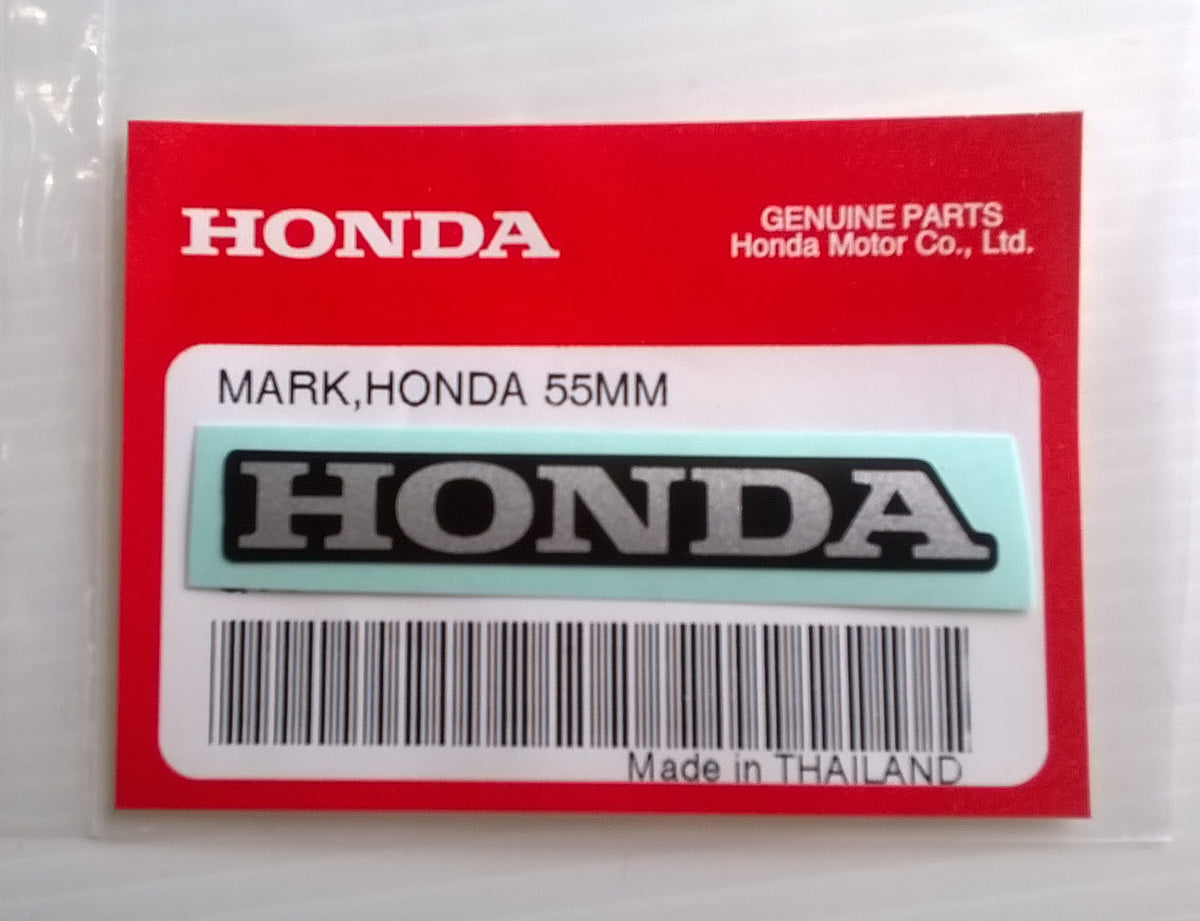 HONDA
GENUINE PARTS
Honda Motor Co., Ltd.
MARK,HONDA 55MM
HONDA
Made in THAILAND